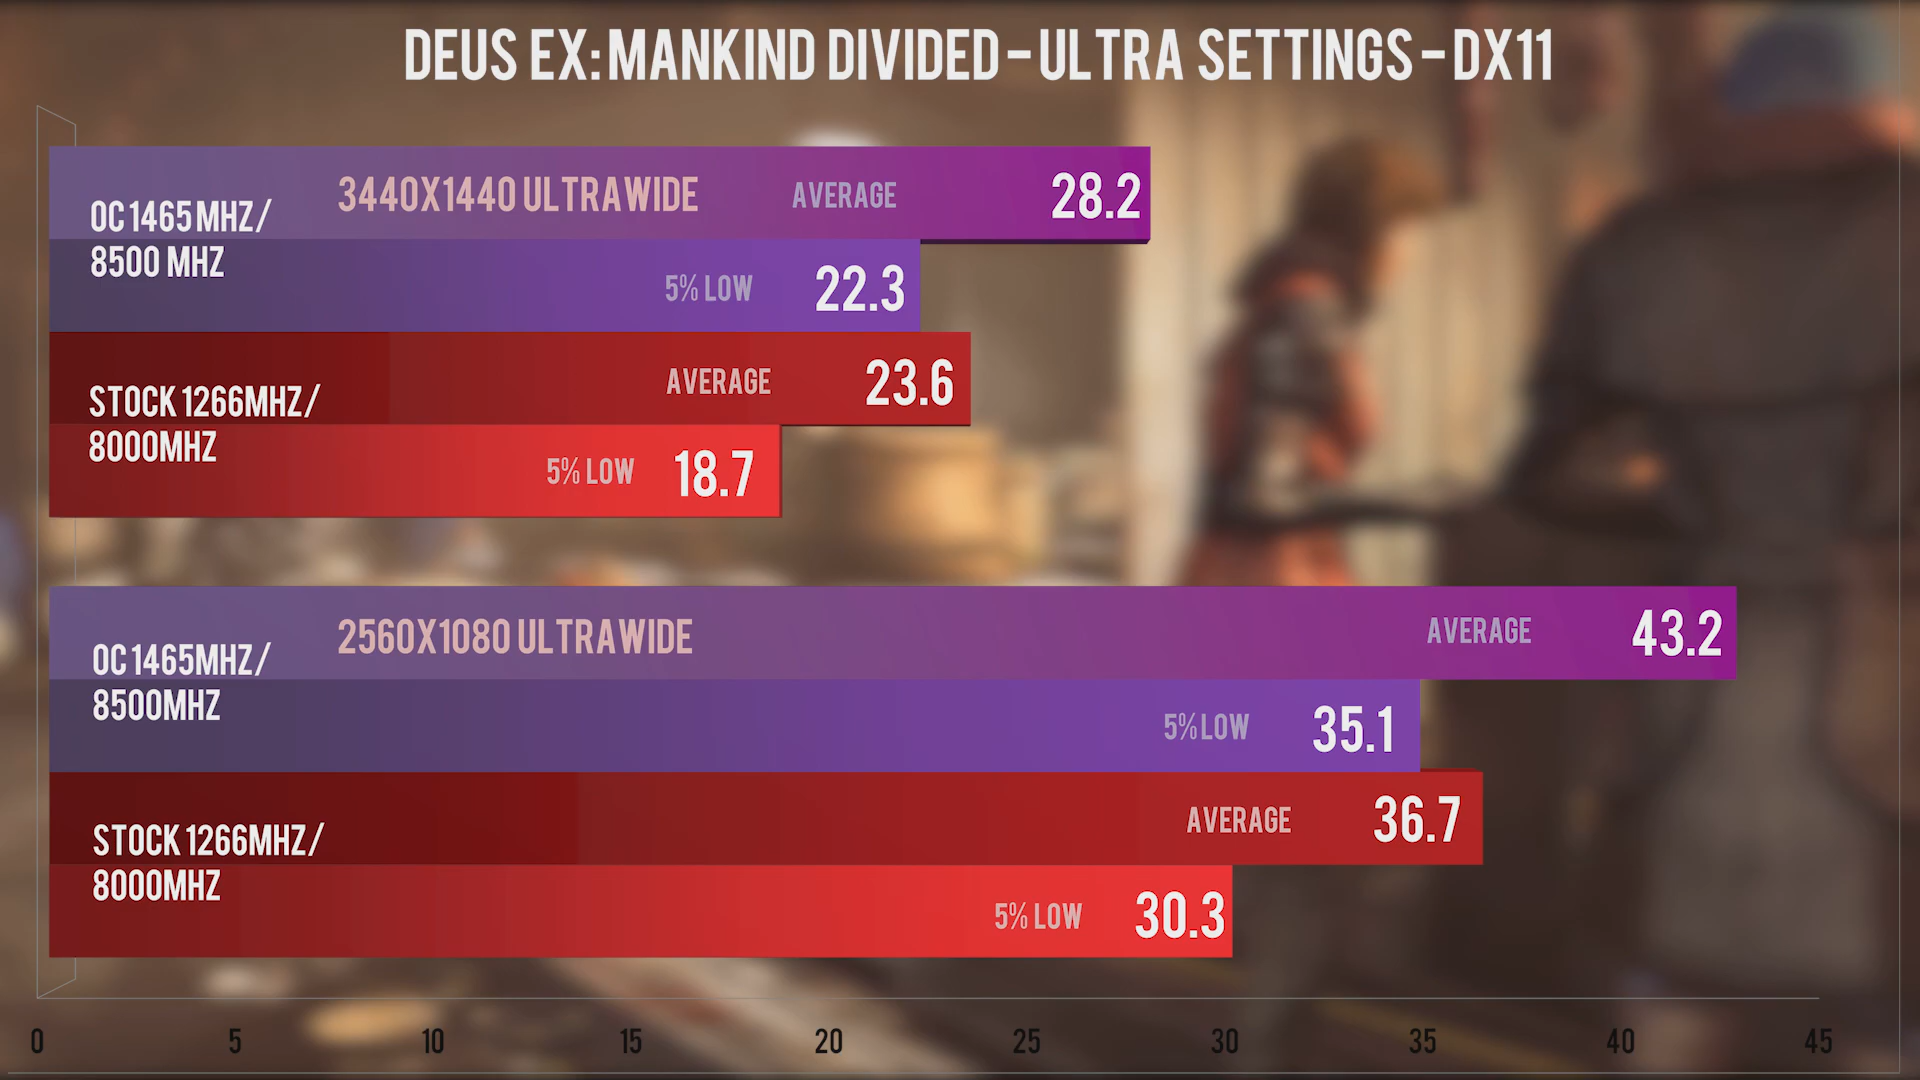 DEUS EX: MANKIND DIVIDED – ULTRA SETTINGS – DX11
3440X1440 ULTRAWIDE AVERAGE 28.2
OC 1465 MHZ/
8500 MHZ
5% LOW 22.3
AVERAGE 23.6
STOCK 1266MHZ/
8000MHZ
5% LOW 18.7
2560X1080 ULTRAWIDE AVERAGE 43.2
OC 1465MHZ/
8500MHZ
5% LOW 35.1
AVERAGE 36.7
STOCK 1266MHZ/
8000MHZ
5% LOW 30.3
0 5 10 15 20 25 30 35 40 45